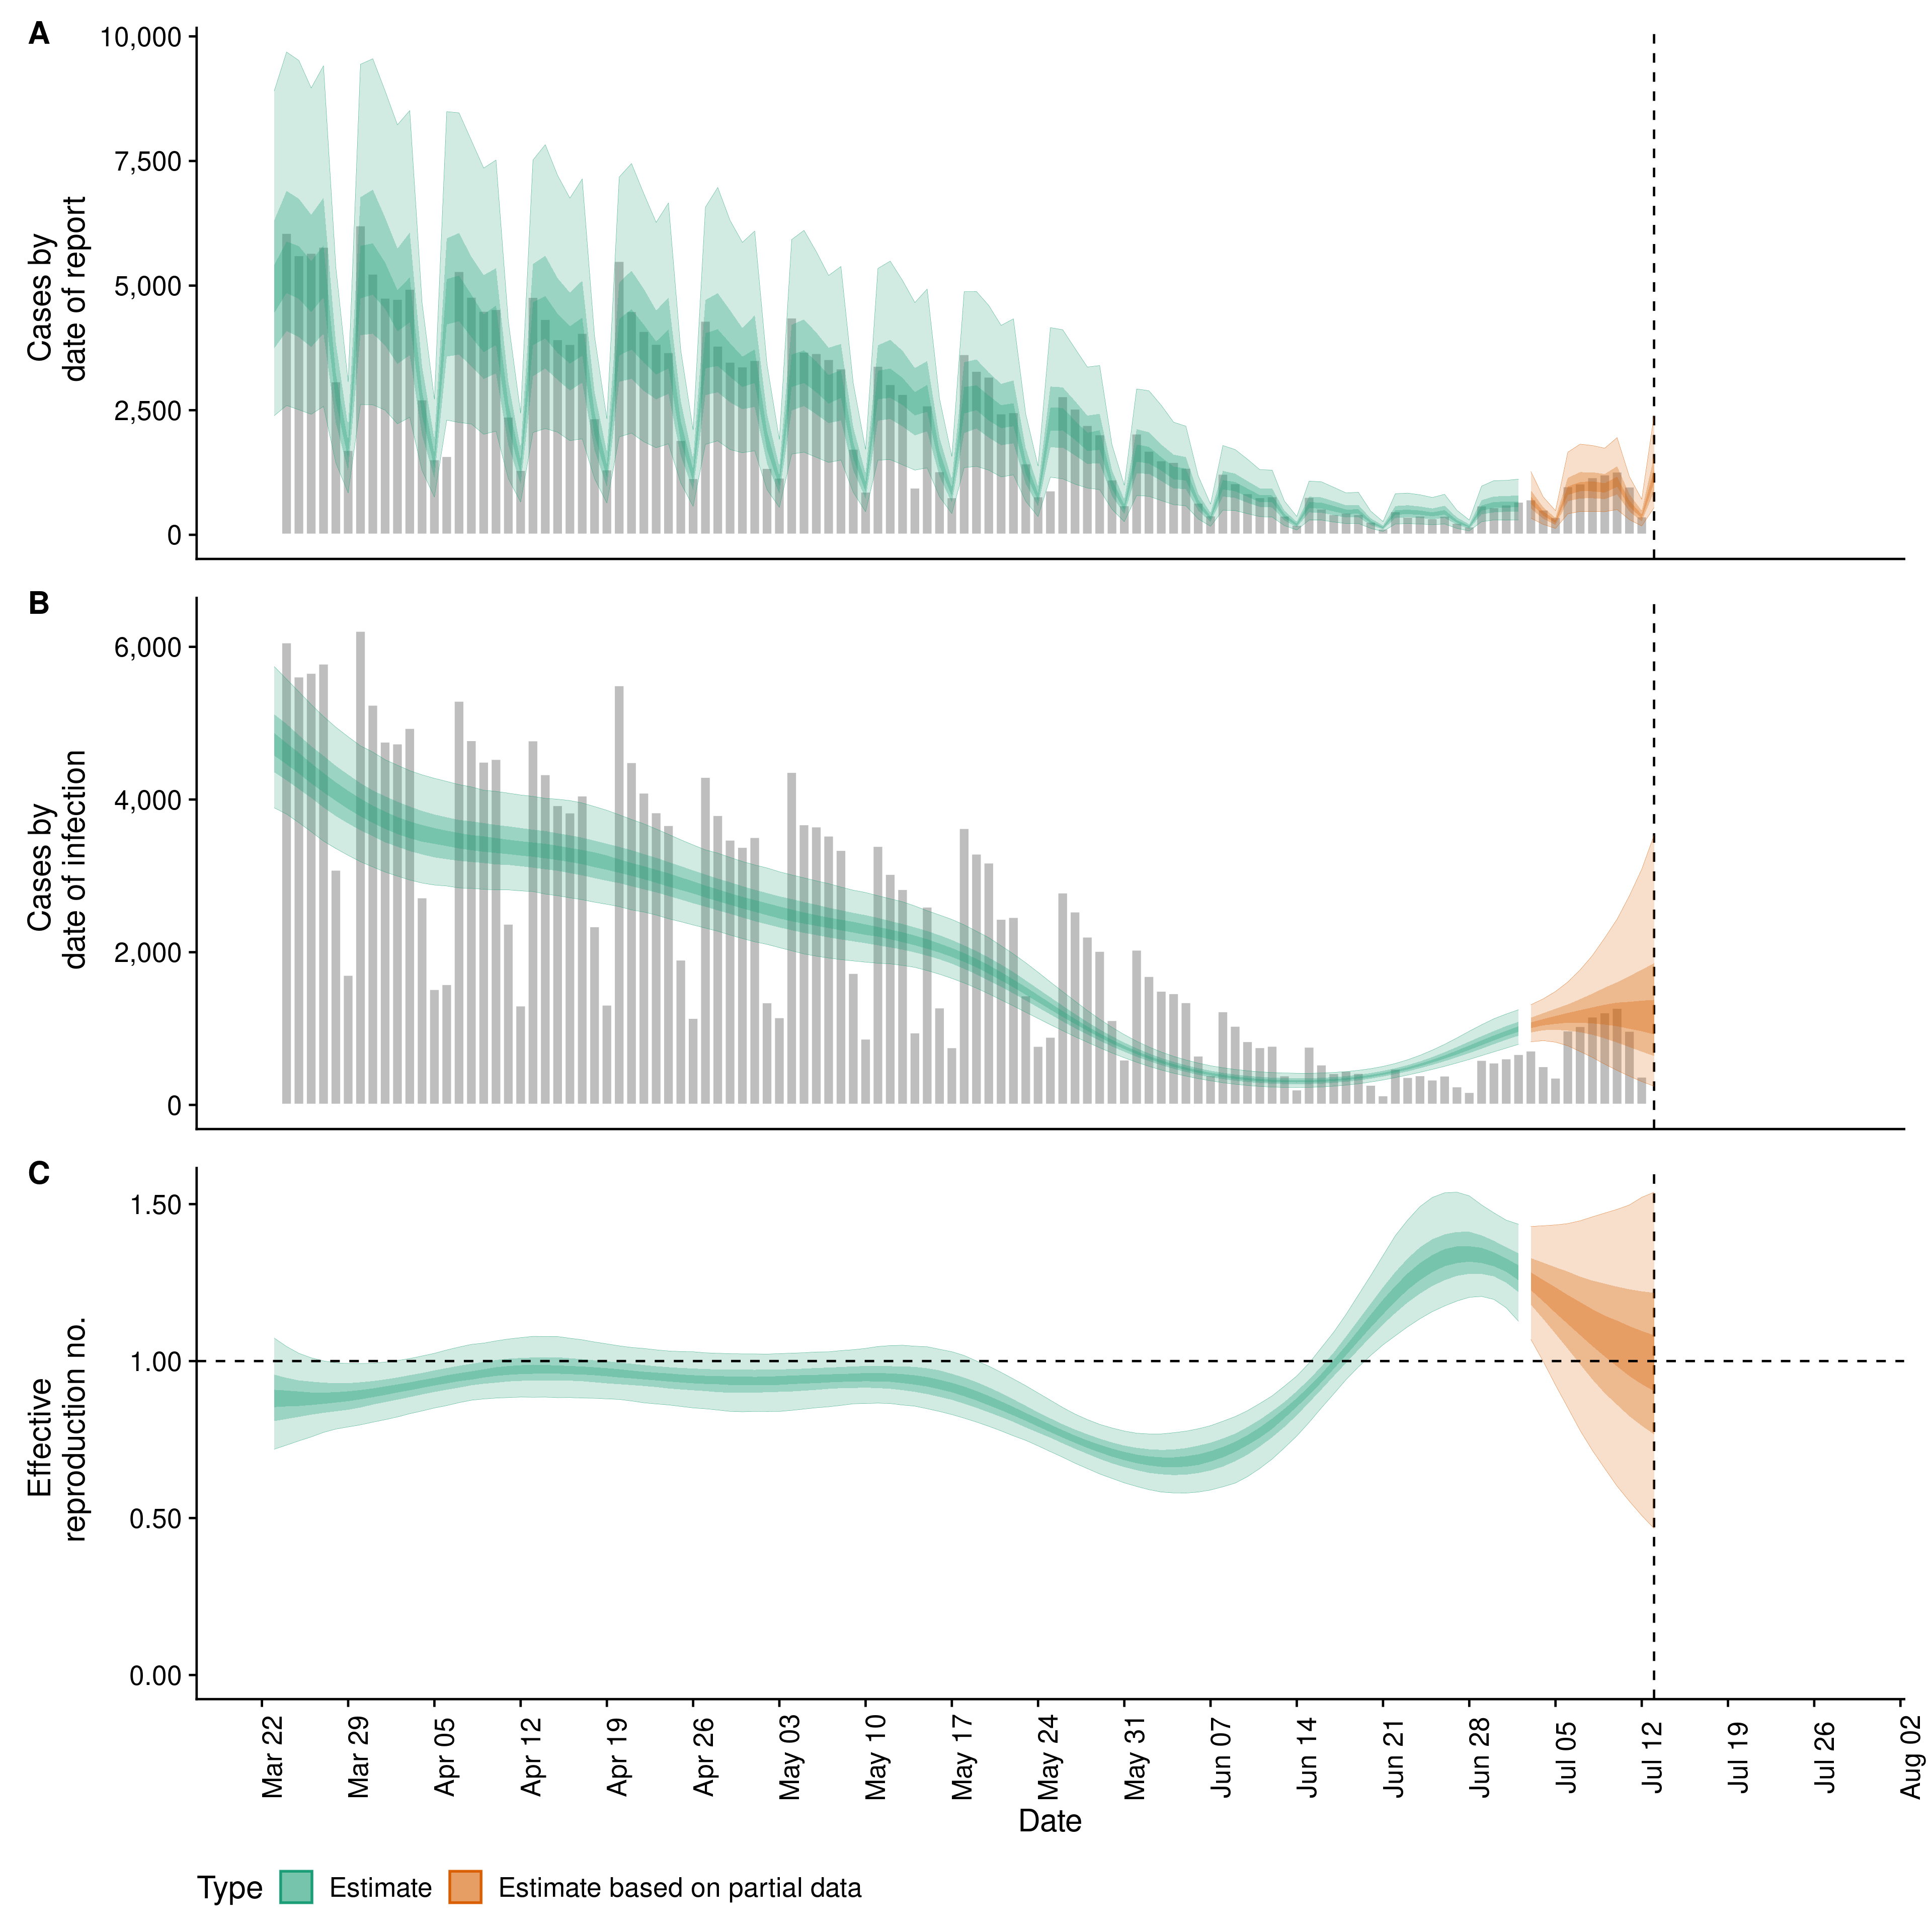 A
10,000
7,500
5,000
2,500
0
Cases by
date of report
B
6,000
4,000
2,000
0
Cases by
date of infection
C
1.50
1.00
0.50
0.00
Effective
reproduction no.
Mar 22
Mar 29
Apr 05
Apr 12
Apr 19
Apr 26
May 03
May 10
May 17
May 24
May 31
Jun 07
Jun 14
Jun 21
Jun 28
Jul 05
Jul 12
Jul 19
Jul 26
Aug 02
Date
Type Estimate Estimate based on partial data